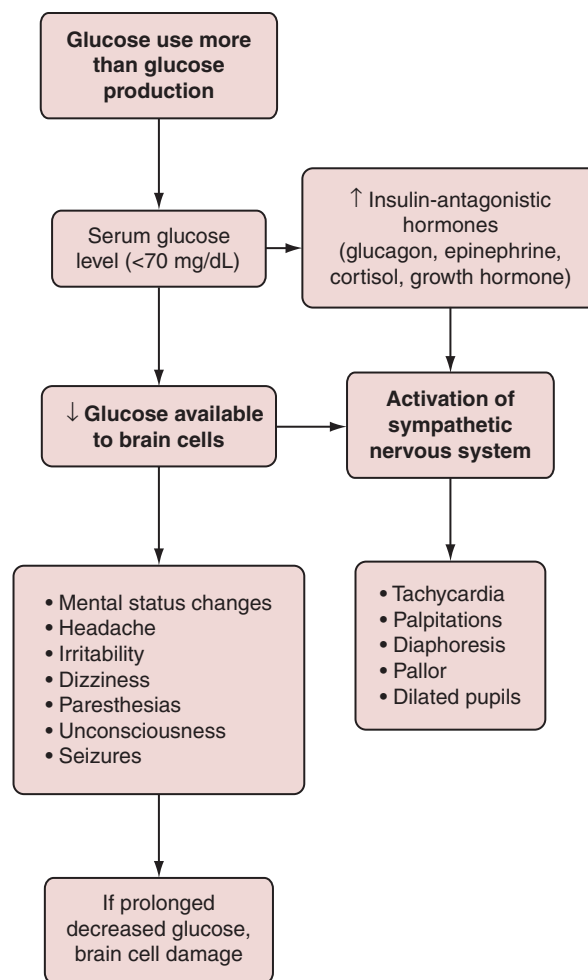 Glucose use more
than glucose
production
Serum glucose
level (<70 mg/dL)
↑ Insulin-antagonistic
hormones
(glucagon, epinephrine,
cortisol, growth hormone)
↓ Glucose available
to brain cells
Activation of
sympathetic
nervous system
• Mental status changes
• Headache
• Irritability
• Dizziness
• Paresthesias
• Unconsciousness
• Seizures
• Tachycardia
• Palpitations
• Diaphoresis
• Pallor
• Dilated pupils
If prolonged
decreased glucose,
brain cell damage